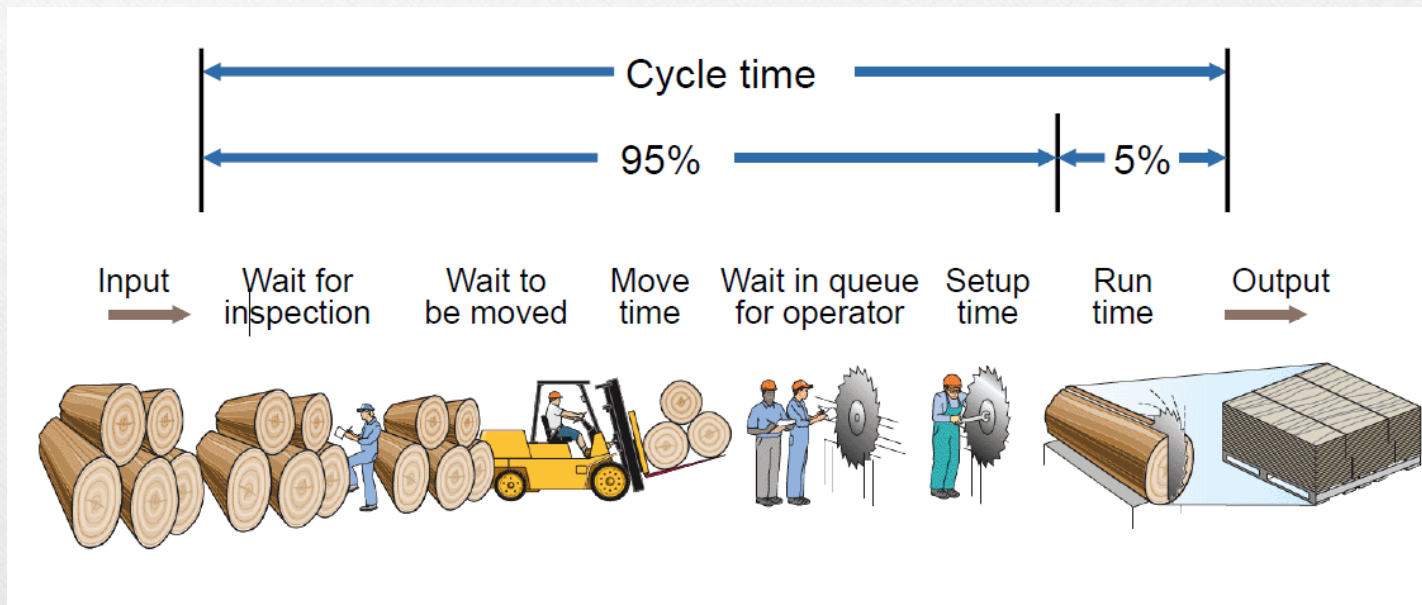 Cycle time
95%
5%
Input
Wait for
inspection
Wait to
be moved
Move
time
Wait in queue
for operator
Setup
time
Run
time
Output